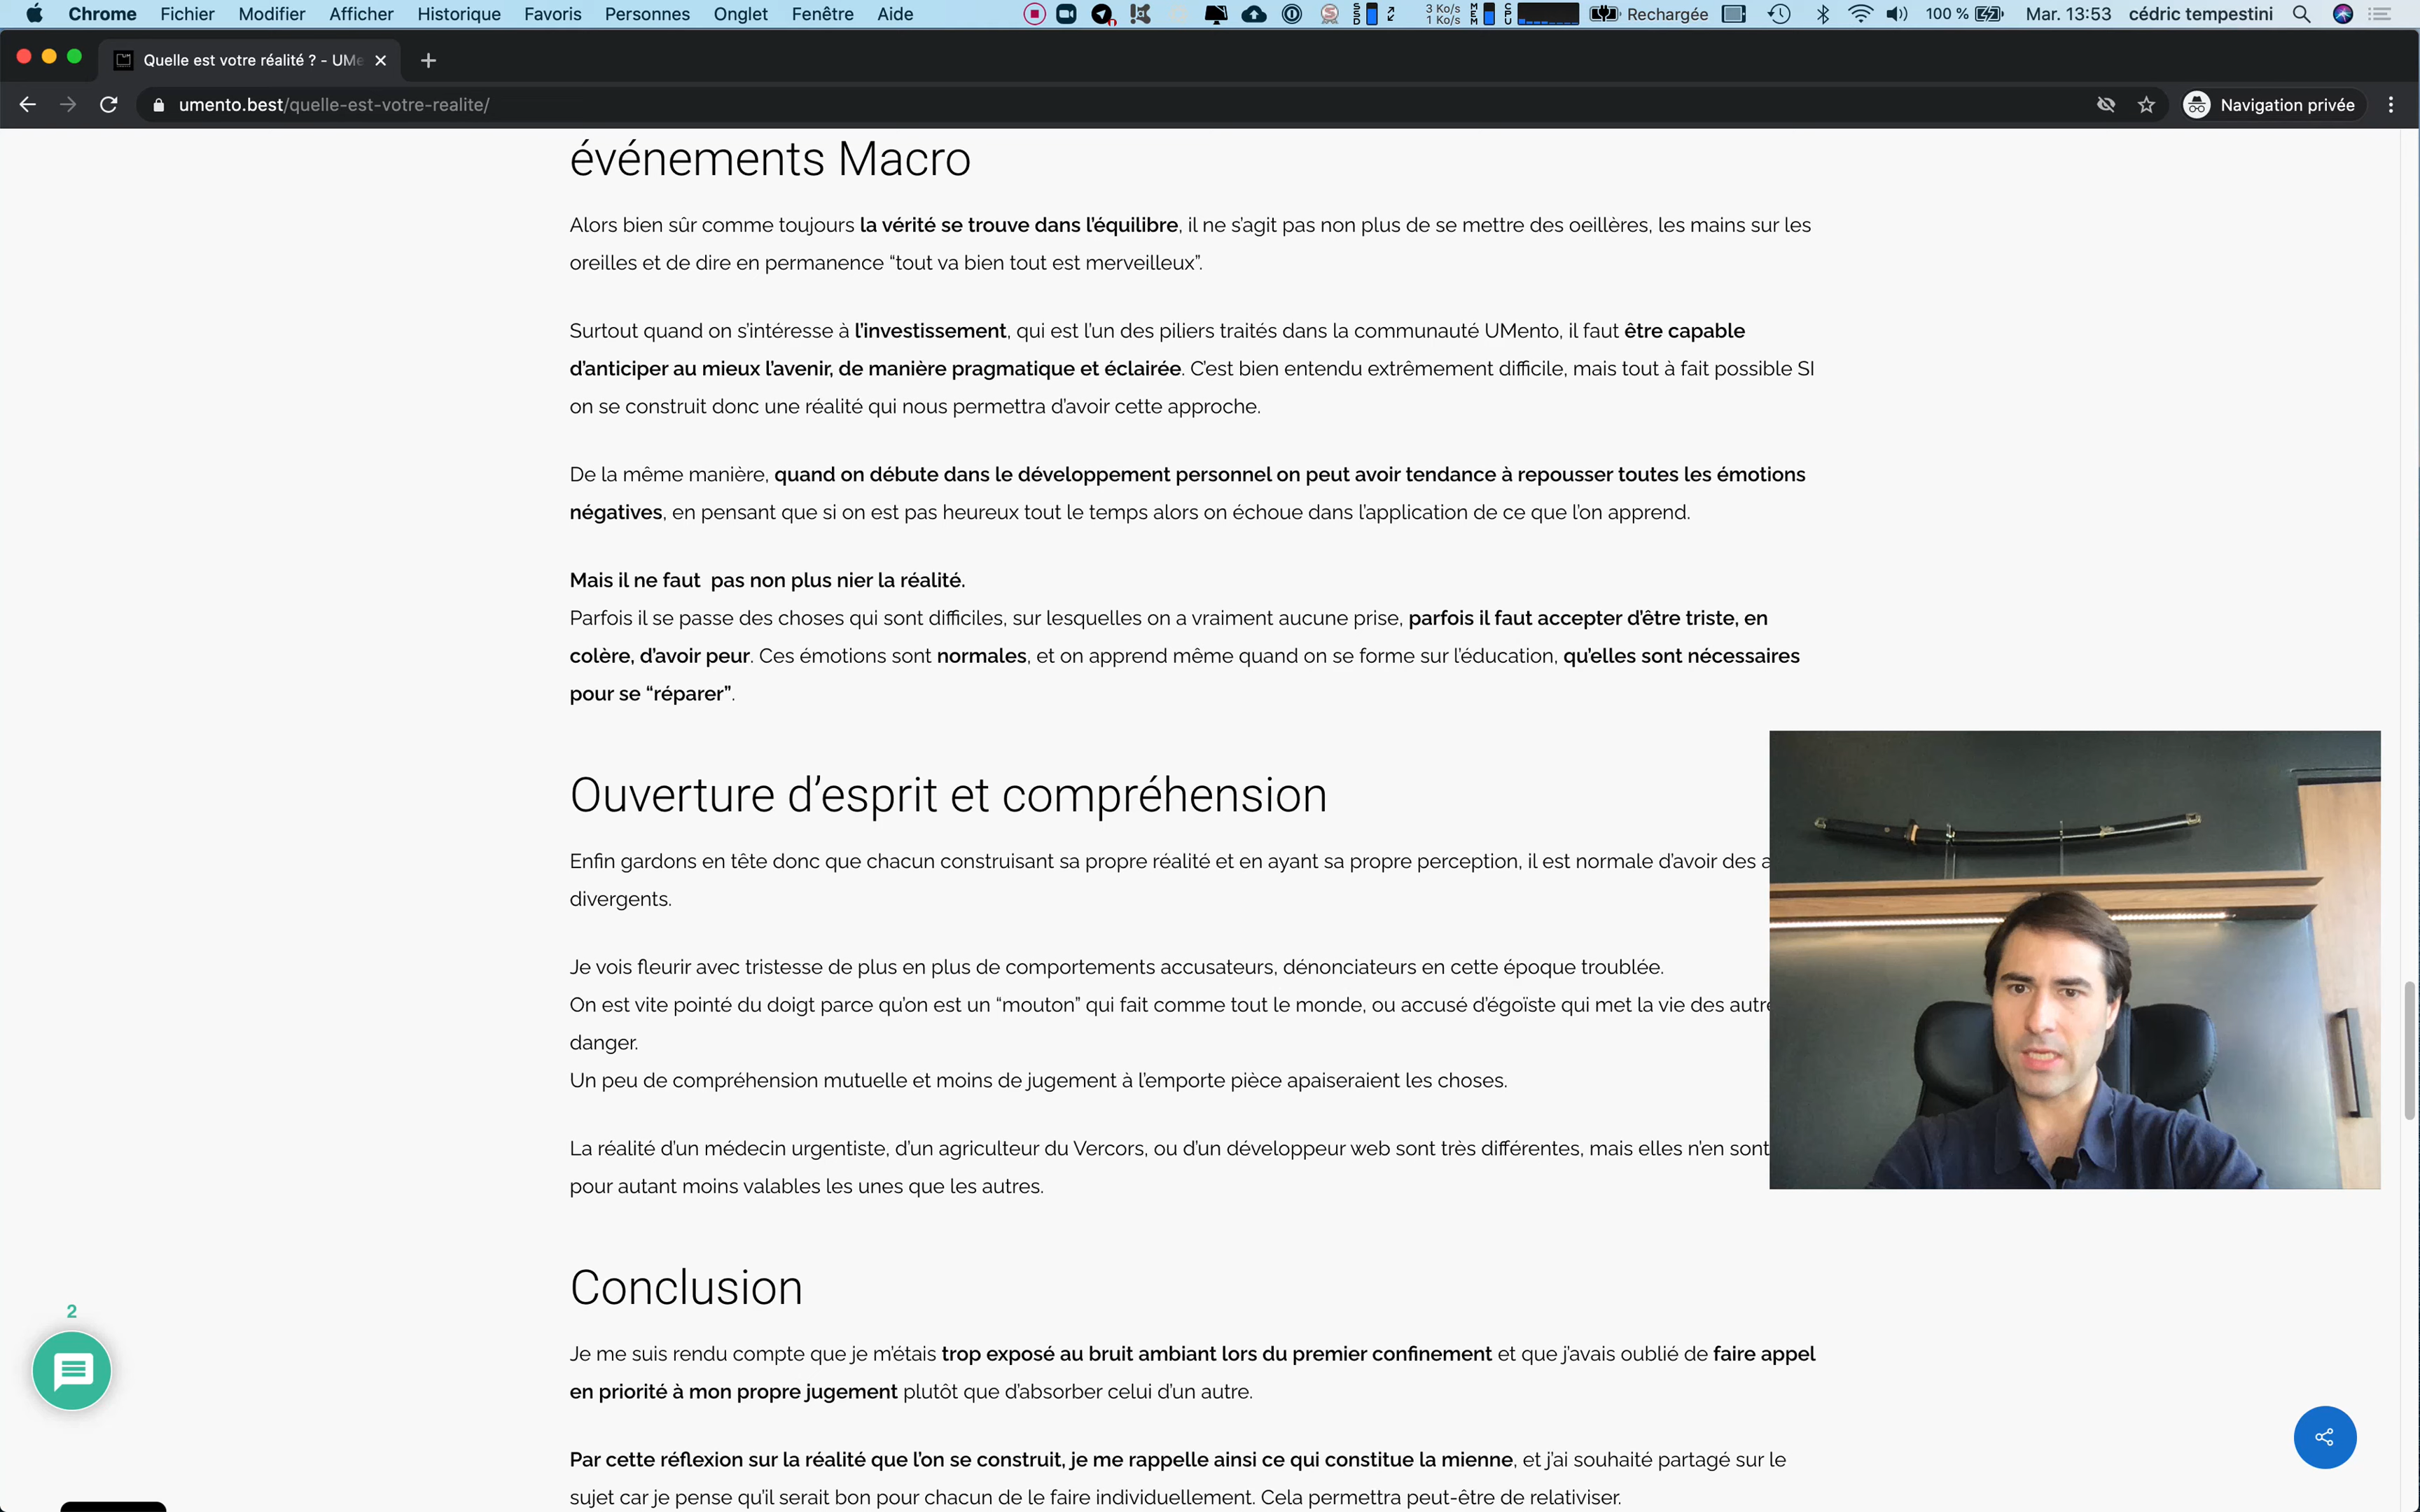 Chrome Fichier Modifier Afficher Historique Favoris Personnes Onglet Fenêtre Aide
3 Ko/s
1 Ko/s
Rechargée 100 % Mar. 13:53 cédric tempestini
Quelle est votre réalité ? - UMe
umento.best/quelle-est-votre-realite/
Navigation privée
événements Macro
Alors bien sûr comme toujours la vérité se trouve dans l'équilibre, il ne s'agit pas non plus de se mettre des oeillères, les mains sur les
oreilles et de dire en permanence “tout va bien tout est merveilleux”.
Surtout quand on s'intéresse à l'investissement, qui est l'un des piliers traités dans la communauté UMento, il faut être capable
d'anticiper au mieux l'avenir, de manière pragmatique et éclairée. C'est bien entendu extrêmement difficile, mais tout à fait possible SI
on se construit donc une réalité qui nous permettra d'avoir cette approche.
De la même manière, quand on débute dans le développement personnel on peut avoir tendance à repousser toutes les émotions
négatives, en pensant que si on est pas heureux tout le temps alors on échoue dans l'application de ce que l'on apprend.
Mais il ne faut  pas non plus nier la réalité.
Parfois il se passe des choses qui sont difficiles, sur lesquelles on a vraiment aucune prise, parfois il faut accepter d'être triste, en
colère, d'avoir peur. Ces émotions sont normales, et on apprend même quand on se forme sur l'éducation, qu'elles sont nécessaires
pour se “réparer”.
Ouverture d'esprit et compréhension
Enfin gardons en tête donc que chacun construisant sa propre réalité et en ayant sa propre perception, il est normale d'avoir des a
divergents.
Je vois fleurir avec tristesse de plus en plus de comportements accusateurs, dénonciateurs en cette époque troublée.
On est vite pointé du doigt parce qu'on est un “mouton” qui fait comme tout le monde, ou accusé d'égoïste qui met la vie des autre
danger.
Un peu de compréhension mutuelle et moins de jugement à l'emporte pièce apaiseraient les choses.
La réalité d'un médecin urgentiste, d'un agriculteur du Vercors, ou d'un développeur web sont très différentes, mais elles n'en sont
pour autant moins valables les unes que les autres.
Conclusion
2
Je me suis rendu compte que je m'étais trop exposé au bruit ambiant lors du premier confinement et que j'avais oublié de faire appel
en priorité à mon propre jugement plutôt que d'absorber celui d'un autre.
Par cette réflexion sur la réalité que l'on se construit, je me rappelle ainsi ce qui constitue la mienne, et j'ai souhaité partagé sur le
sujet car je pense qu'il serait bon pour chacun de le faire individuellement. Cela permettra peut-être de relativiser.